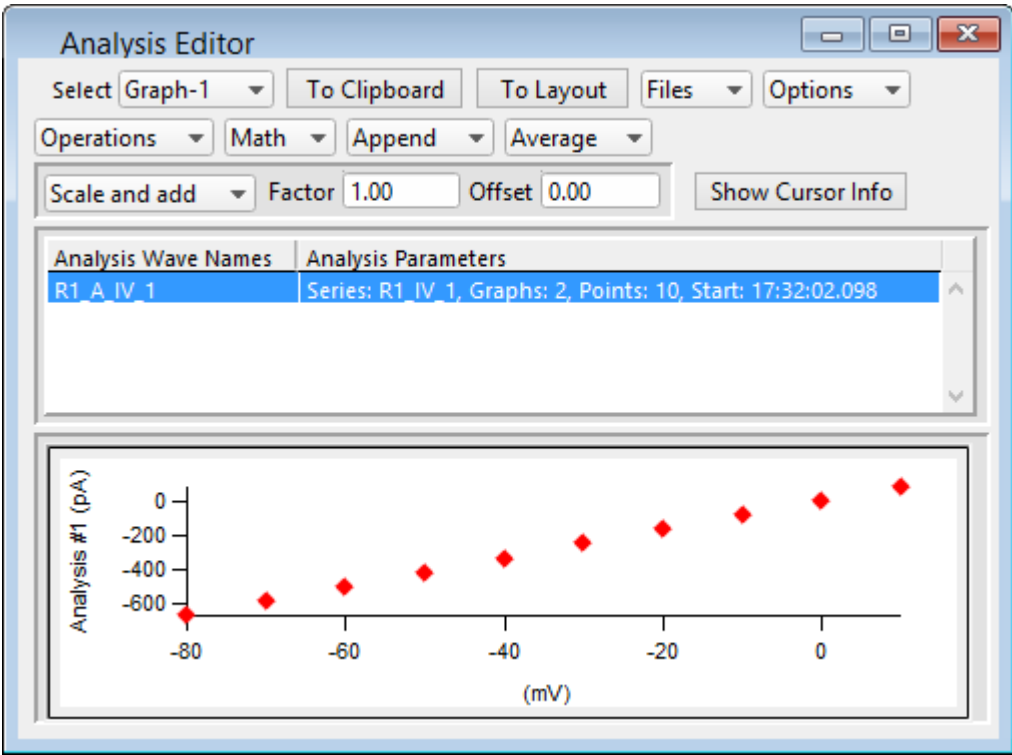 Analysis Editor
Select Graph-1 To Clipboard To Layout Files Options
Operations Math Append Average
Scale and add Factor 1.00 Offset 0.00 Show Cursor Info
Analysis Wave Names Analysis Parameters
R1_A_IV_1 Series: R1_IV_1, Graphs: 2, Points: 10, Start: 17:32:02.098
Analysis #1 (pA)
0
-200
-400
-600
-80 -60 -40 -20 0
(mV)